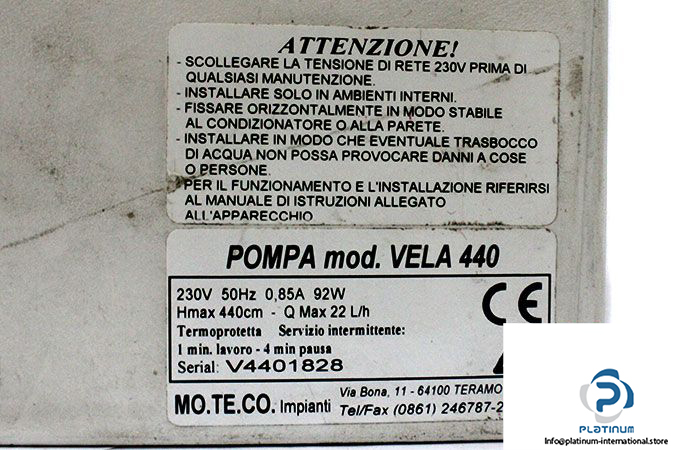 ATTENZIONE!
- SCOLLEGARE LA TENSIONE DI RETE 230V PRIMA DI
QUALSIASI MANUTENZIONE.
- INSTALLARE SOLO IN AMBIENTI INTERNI.
- FISSARE ORIZZONTALMENTE IN MODO STABILE
AL CONDIZIONATORE O ALLA PARETE.
- INSTALLARE IN MODO CHE EVENTUALE TRASBOCCO
DI ACQUA NON POSSA PROVOCARE DANNI A COSE
O PERSONE.
PER IL FUNZIONAMENTO E L'INSTALLAZIONE RIFERIRSI
AL MANUALE DI ISTRUZIONI ALLEGATO
ALL'APPARECCHIO
POMPA mod. VELA 440
230V 50Hz 0,85A 92W
Hmax 440cm - Q Max 22 L/h
Termoprotetta Servizio intermittente:
1 min. lavoro - 4 min pausa
Serial: V4401828
CE
MO.TE.CO. Impianti
Via Bona, 11 - 64100 TERAMO
Tel/Fax (0861) 246787-2
PLATINUM
Info@platinum-international.store